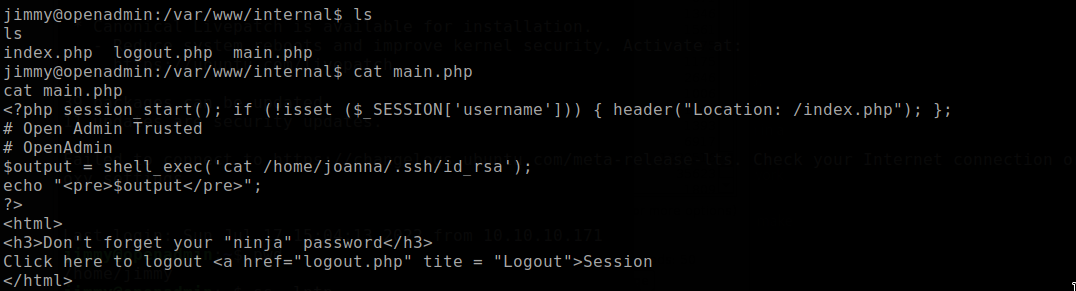 jimmy@openadmin:/var/www/internal$ ls
ls
index.php  logout.php  main.php
jimmy@openadmin:/var/www/internal$ cat main.php
cat main.php
<?php session_start(); if (!isset ($_SESSION['username'])) { header("Location: /index.php"); };
# Open Admin Trusted
# OpenAdmin
$output = shell_exec('cat /home/joanna/.ssh/id_rsa');
echo "<pre>$output</pre>";
?>
<html>
<h3>Don't forget your "ninja" password</h3>
Click here to logout <a href="logout.php" tite = "Logout">Session
</html>